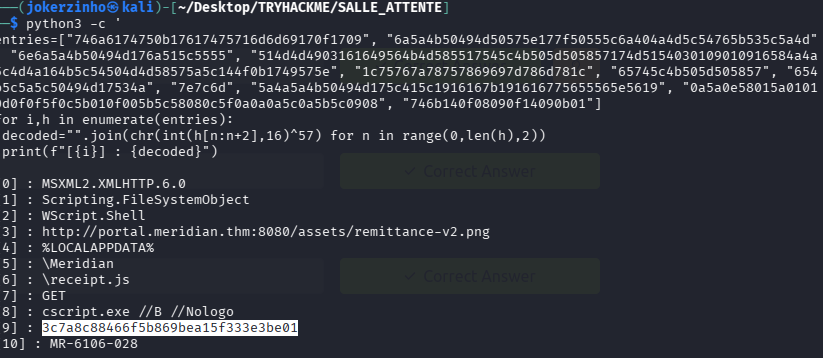 ──(jokerzinho㉿kali)-[~/Desktop/TRYHACKME/SALLE_ATTENTE]
─$ python3 -c '
entries=["746a6174750b17617475716d6d69170f1709", "6a5a4b50494d50575e177f50555c6a404a4d5c54765b535c5a4d"
 "6e6a5a4b50494d176a515c5555", "514d4d4903161649564b4d585517545c4b505d505857174d5154030109010916584a4a
5c4d4a164b5c54504d4d58575a5c144f0b1749575e", "1c75767a78757869697d786d781c", "65745c4b505d505857", "654
b5c5a5c50494d17534a", "7e7c6d", "5a4a5a4b50494d175c415c1916167b191616775655565e5619", "0a5a0e58015a0101
0d0f0f5f0c5b010f005b5c58080c5f0a0a0a5c0a5b5c0908", "746b140f08090f14090b01"]
for i,h in enumerate(entries):
decoded="".join(chr(int(h[n:n+2],16)^57) for n in range(0,len(h),2))
print(f"[{i}] : {decoded}")
✓ Correct Answer
0] : MSXML2.XMLHTTP.6.0
1] : Scripting.FileSystemObject
2] : WScript.Shell
3] : http://portal.meridian.thm:8080/assets/remittance-v2.png
4] : %LOCALAPPDATA%
5] : \Meridian
6] : \receipt.js
✓ Correct Answer
7] : GET
8] : cscript.exe //B //Nologo
9] : 3c7a8c88466f5b869bea15f333e3be01
10] : MR-6106-028